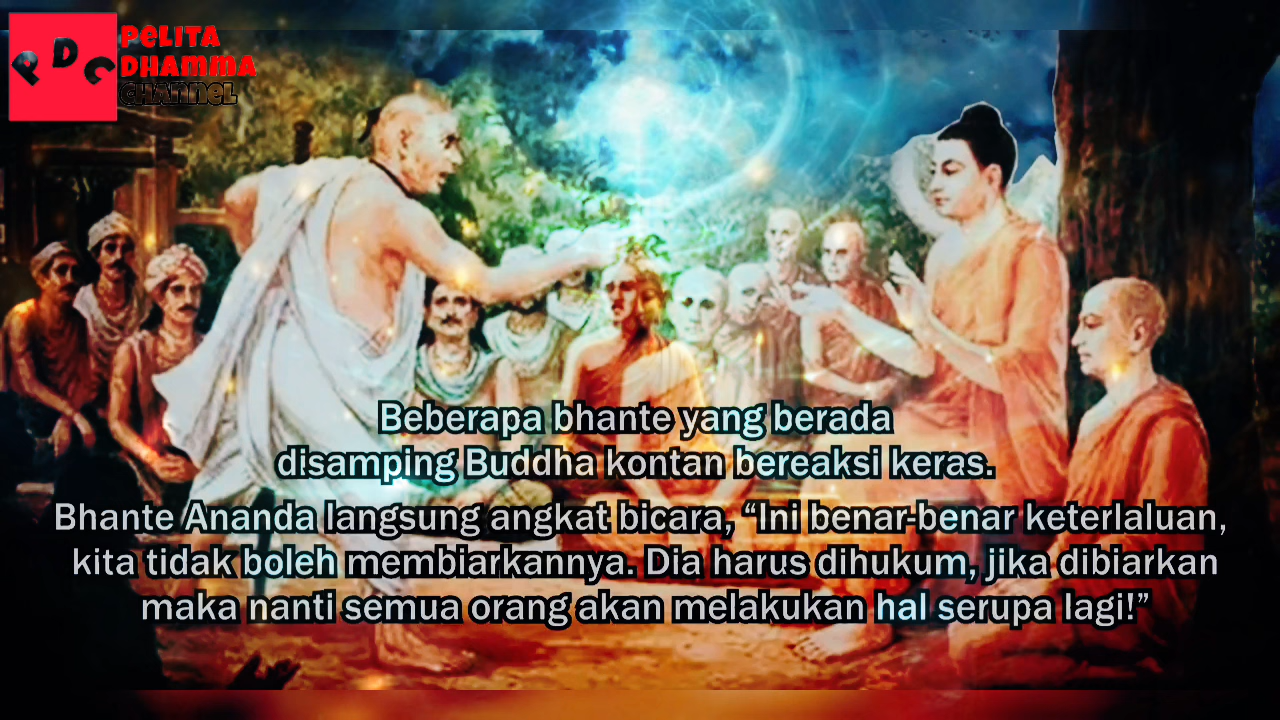 PDC
PELITA
DHAMMA
CHANNEL
Beberapa bhante yang berada
disamping Buddha kontan bereaksi keras.
Bhante Ananda langsung angkat bicara, “Ini benar-benar keterlaluan,
kita tidak boleh membiarkannya. Dia harus dihukum, jika dibiarkan
maka nanti semua orang akan melakukan hal serupa lagi!”